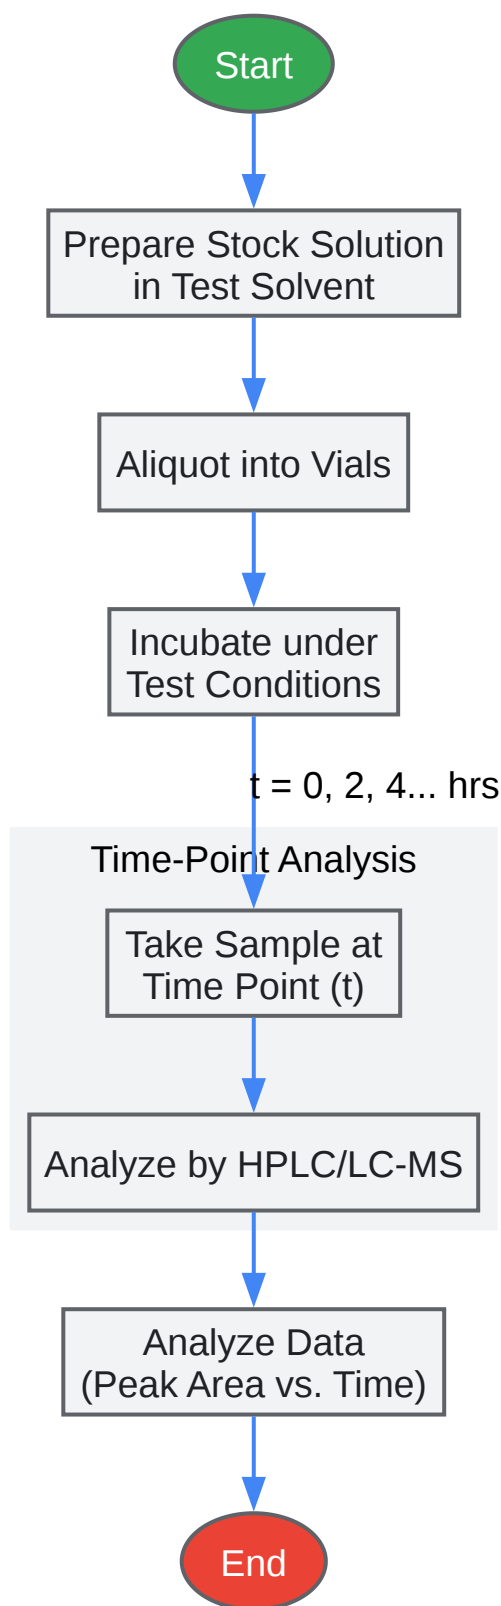 Start
Prepare Stock Solution
in Test Solvent
Aliquot into Vials
Incubate under
Test Conditions
t = 0, 2, 4... hrs
Time-Point Analysis
Take Sample at
Time Point (t)
Analyze by HPLC/LC-MS
Analyze Data
(Peak Area vs. Time)
End